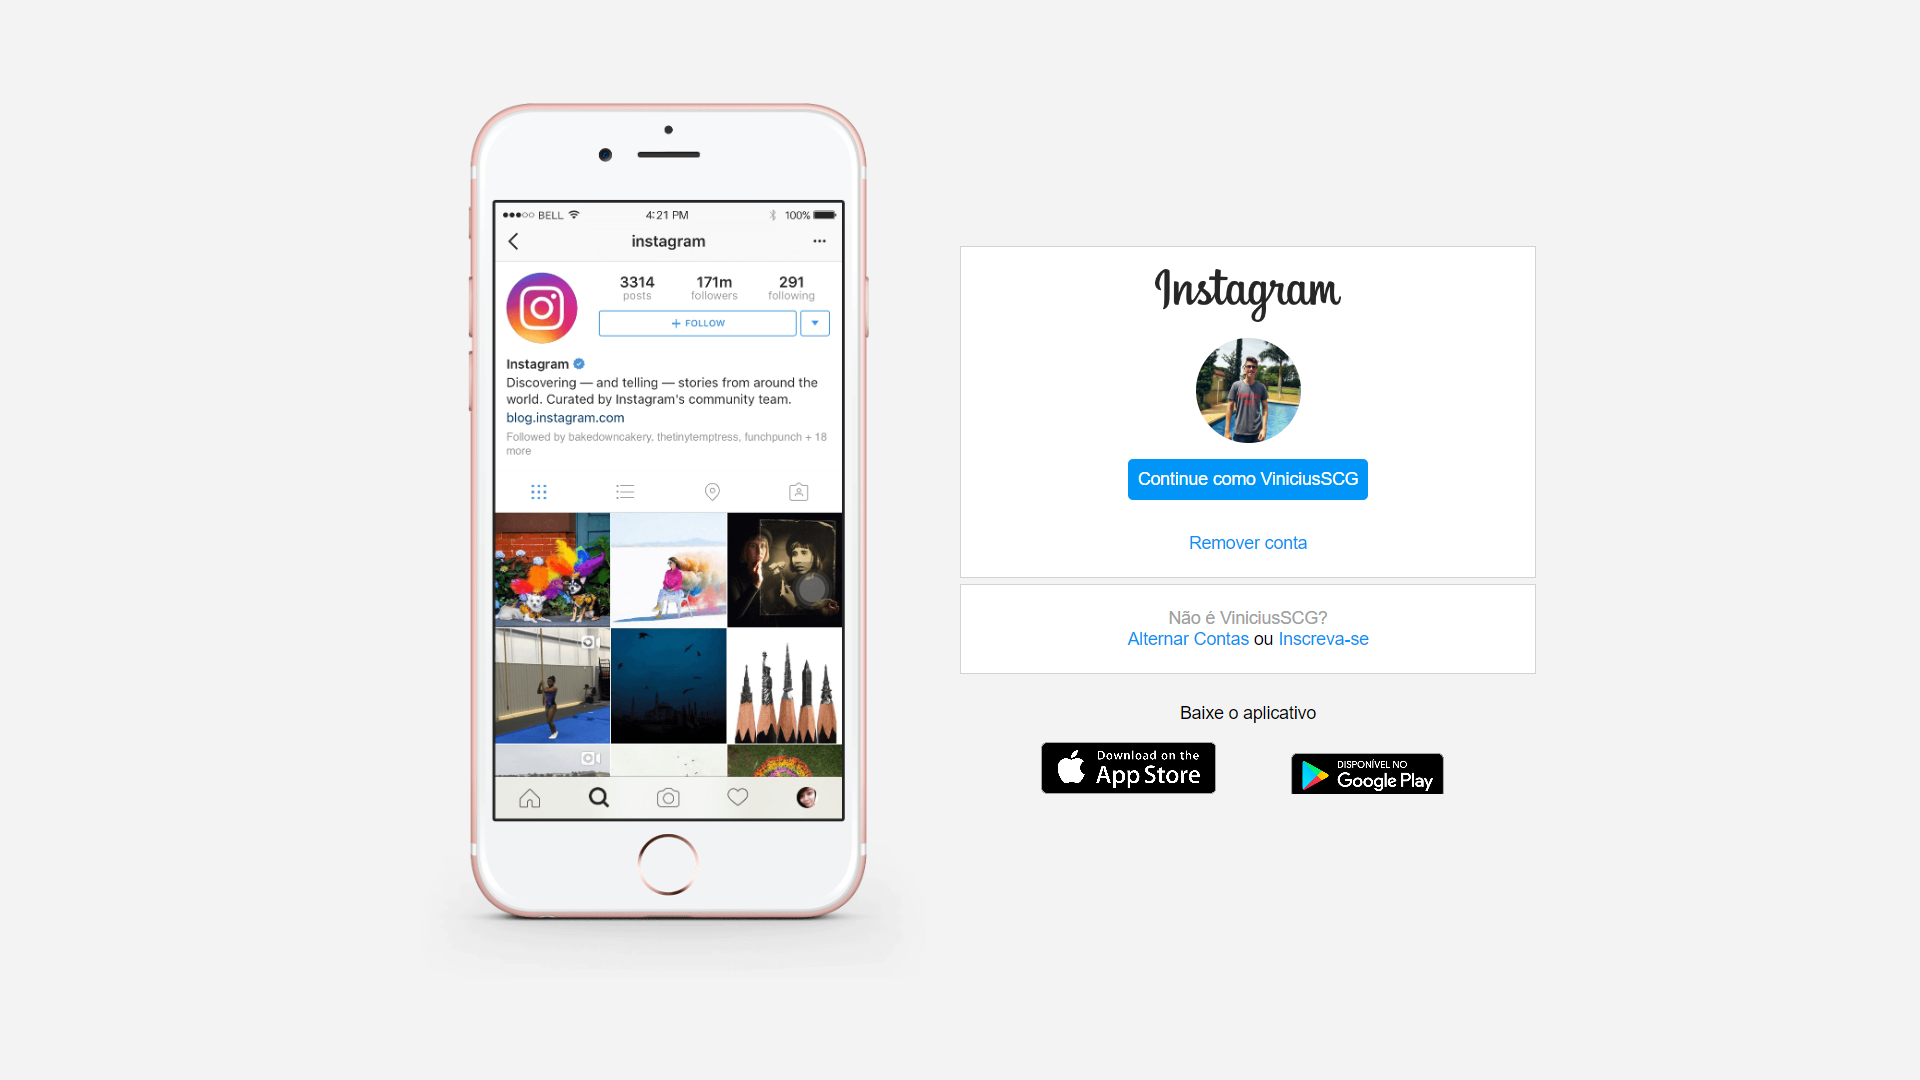 BELL
4:21 PM
100%
instagram
3314
171m
291
posts
followers
following
+ FOLLOW
Instagram
Discovering — and telling — stories from around the
world. Curated by Instagram's community team.
blog.instagram.com
Followed by bakedowncakery, thetinytemptress, funchpunch + 18
more
Instagram
Continue como ViniciusSCG
Remover conta
Não é ViniciusSCG?
Alternar Contas ou Inscreva-se
Baixe o aplicativo
Download on the
App Store
DISPONÍVEL NO
Google Play